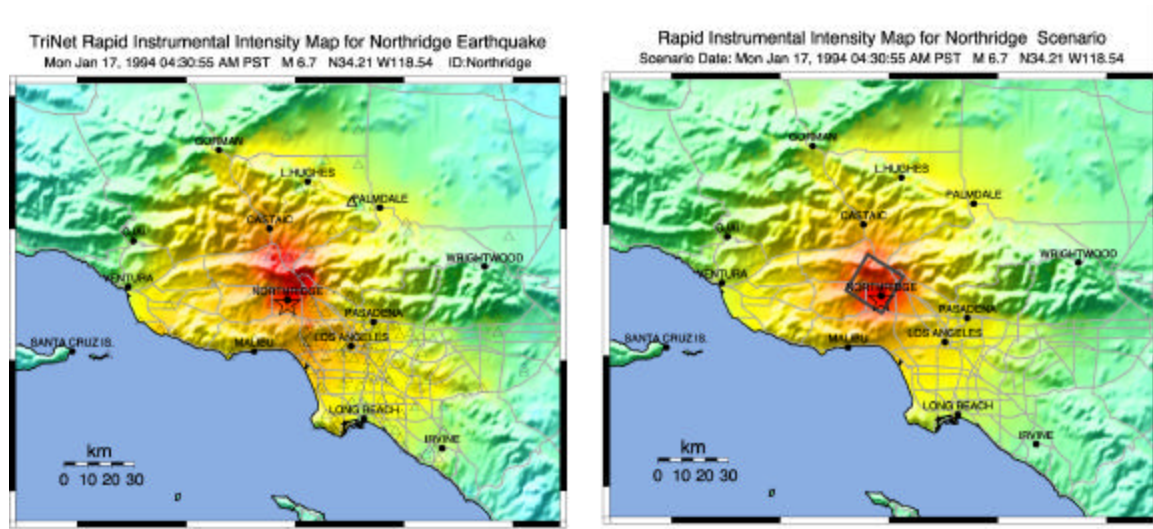 TriNet Rapid Instrumental Intensity Map for Northridge Earthquake
Mon Jan 17, 1994 04:30:55 AM PST M 6.7 N34.21 W118.54 ID:Northridge
GORMAN
L.HUGHES
PALMDALE
CASTAIC
OJAI
WRIGHTWOOD
VENTURA
NORTHRIDGE
PASADENA
LOS ANGELES
SANTA CRUZ IS.
MALIBU
LONG BEACH
IRVINE
km
0 10 20 30
Rapid Instrumental Intensity Map for Northridge Scenario
Scenario Date: Mon Jan 17, 1994 04:30:55 AM PST M 6.7 N34.21 W118.54
GORMAN
L.HUGHES
PALMDALE
CASTAIC
OJAI
WRIGHTWOOD
VENTURA
NORTHRIDGE
PASADENA
LOS ANGELES
SANTA CRUZ IS.
MALIBU
LONG BEACH
IRVINE
km
0 10 20 30